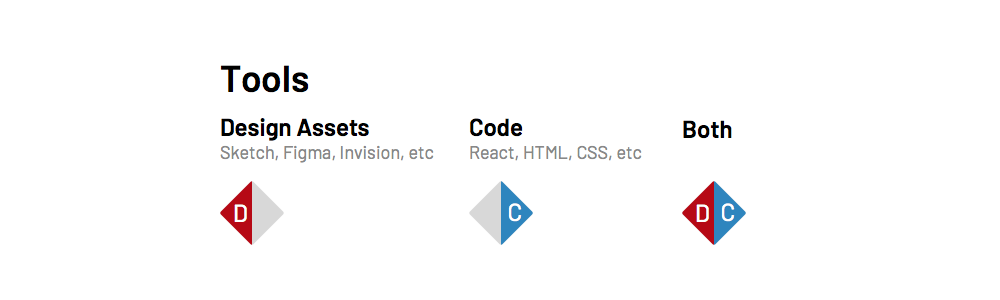 Tools
Design Assets
Sketch, Figma, Invision, etc
D
Code
React, HTML, CSS, etc
C
Both
D C